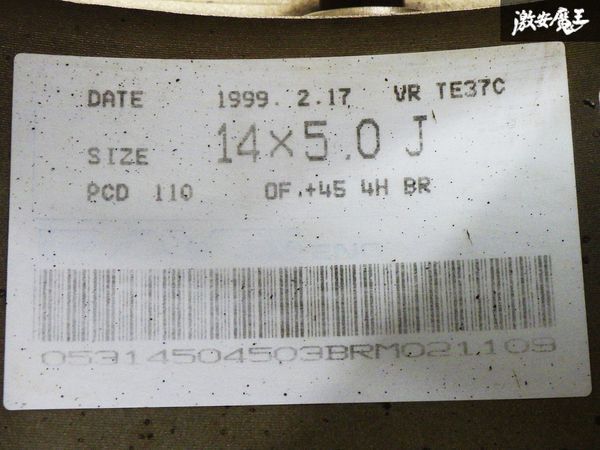 激安魔王
DATE 1999. 2.17 VR TE37C
SIZE 14×5.0 J
PCD 110 OF.+45 4H BR
05314504503BRM021109